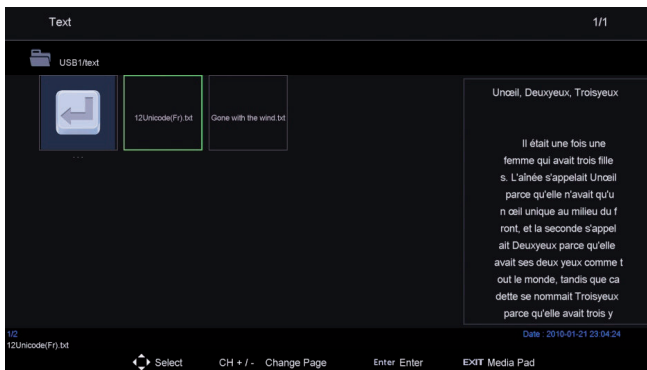 Text
1/1
USB1/text
12Unicode(Fr).txt
Gone with the wind.txt
...
Unœil, Deuxyeux, Troisyeux
Il était une fois une
femme qui avait trois fille
s. L'aînée s'appelait Unœil
parce qu'elle n'avait qu'u
n œil unique au milieu du f
ront, et la seconde s'appel
ait Deuxyeux parce qu'elle
avait ses deux yeux comme t
out le monde, tandis que ca
dette se nommait Troisyeux
parce qu'elle avait trois y
1/2
12Unicode(Fr).txt
Date : 2010-01-21 23:04:24
Select
CH + / - Change Page
Enter Enter
EXIT Media Pad